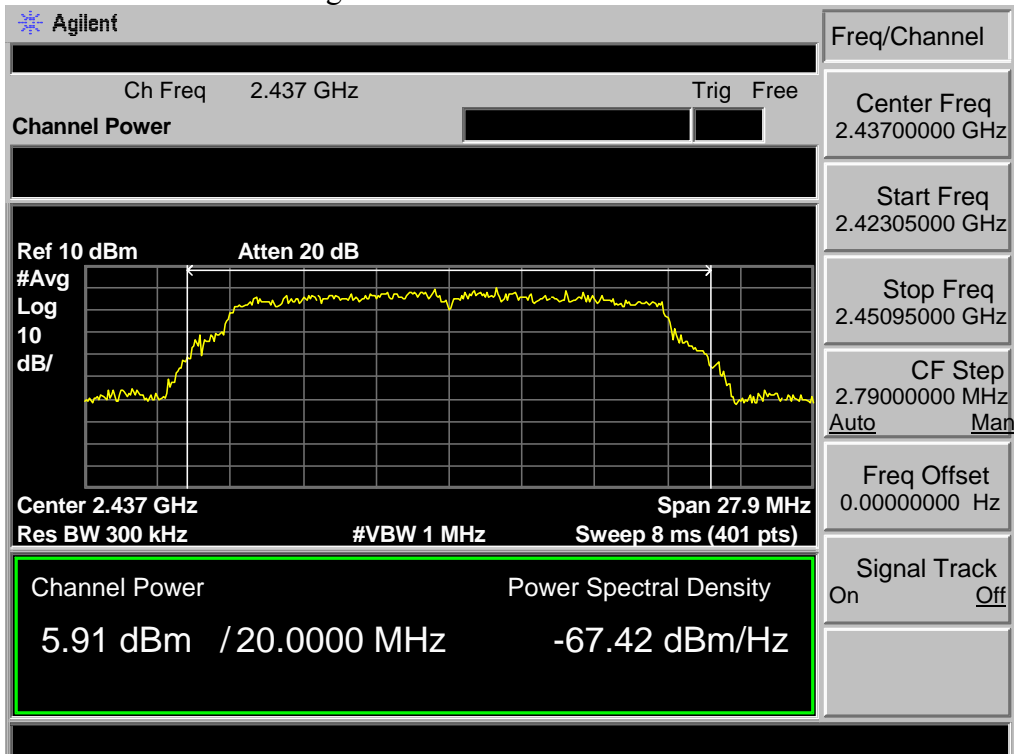 Agilent
Freq/Channel
Ch Freq 2.437 GHz Trig Free
Channel Power
Center Freq
2.43700000 GHz
Start Freq
2.42305000 GHz
Ref 10 dBm Atten 20 dB
#Avg
Log
10
dB/
Stop Freq
2.45095000 GHz
CF Step
2.79000000 MHz
Auto Man
Center 2.437 GHz Span 27.9 MHz
Res BW 300 kHz #VBW 1 MHz Sweep 8 ms (401 pts)
Freq Offset
0.00000000 Hz
Channel Power Power Spectral Density
5.91 dBm / 20.0000 MHz -67.42 dBm/Hz
Signal Track
On Off